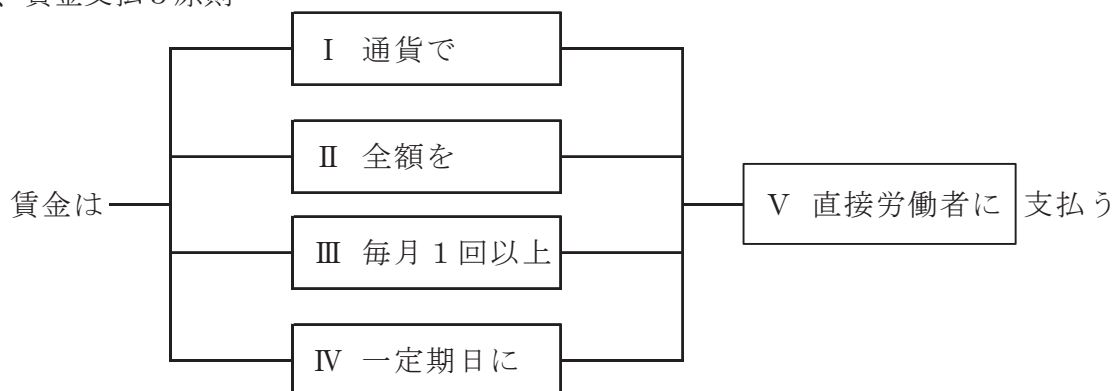 賃金支払５原則
Ⅰ 通貨で
Ⅱ 全額を
賃金は
Ⅴ 直接労働者に 支払う
Ⅲ 毎月１回以上
Ⅳ 一定期日に